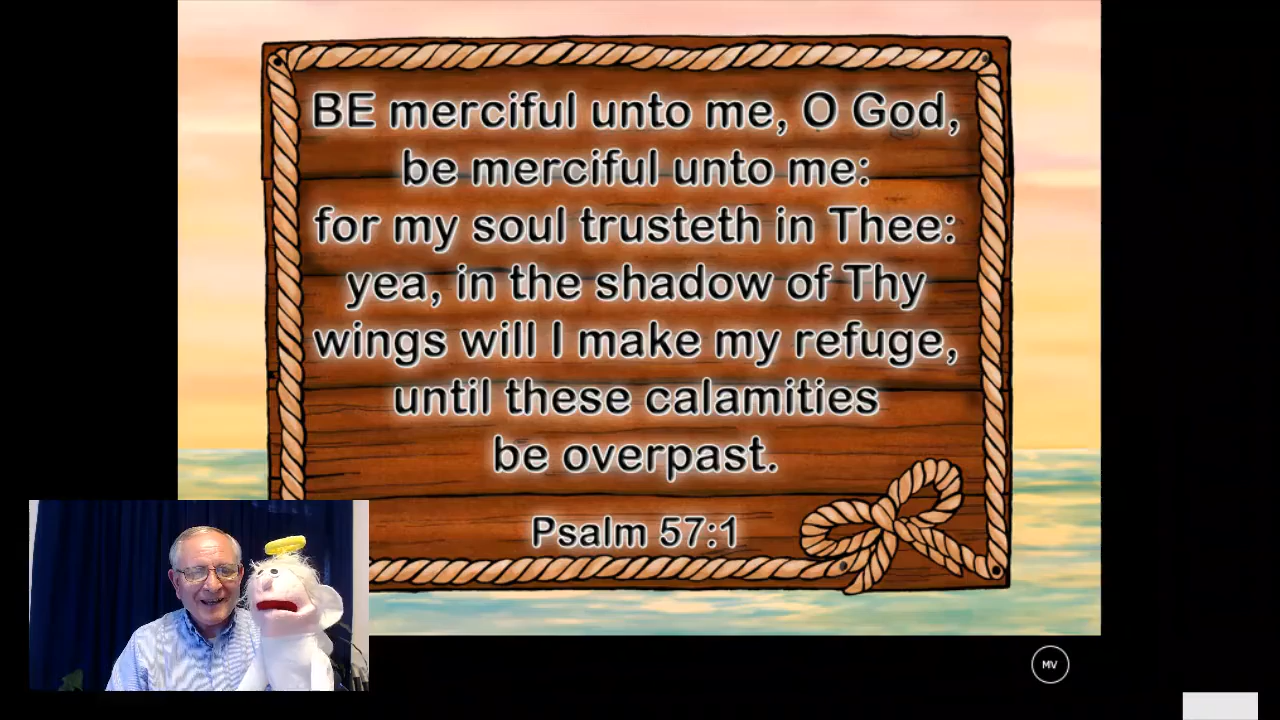 BE merciful unto me, O God,
be merciful unto me:
for my soul trusteth in Thee:
yea, in the shadow of Thy
wings will I make my refuge,
until these calamities
be overpast.
Psalm 57:1
MV